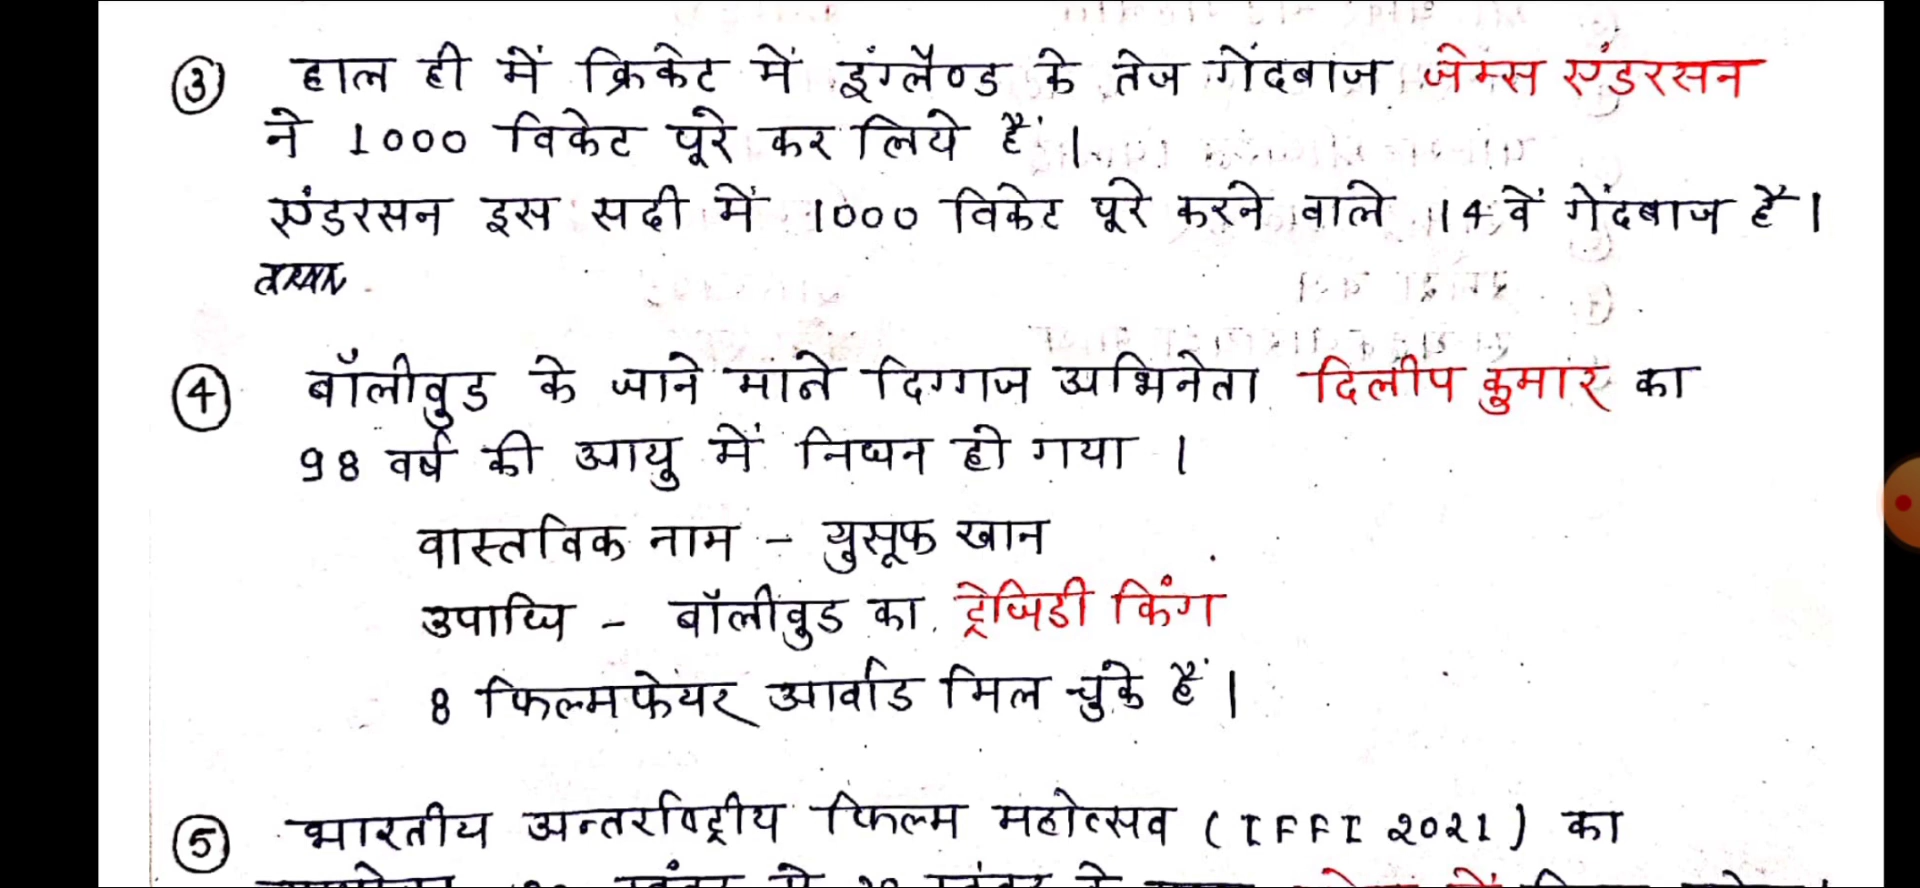 ③ हाल ही में क्रिकेट में इंग्लैण्ड के तेज गेंदबाज जेम्स एंडरसन
ने 1000 विकेट पूरे कर लिये हैं ।
एंडरसन इस सदी में 1000 विकेट पूरे करने वाले 14 वें गेंदबाज है ।
④ बॉलीवुड के जाने माने दिग्गज अभिनेता दिलीप कुमार का
98 वर्ष की आयु में निधन हो गया ।
वास्तविक नाम - युसूफ खान
उपाधि - बॉलीवुड का ट्रेजिडी किंग
8 फिल्मफेयर आर्वाड मिल चुके हैं ।
⑤ भारतीय अन्तर्राष्ट्रीय फिल्म महोत्सव (IFFI 2021) का